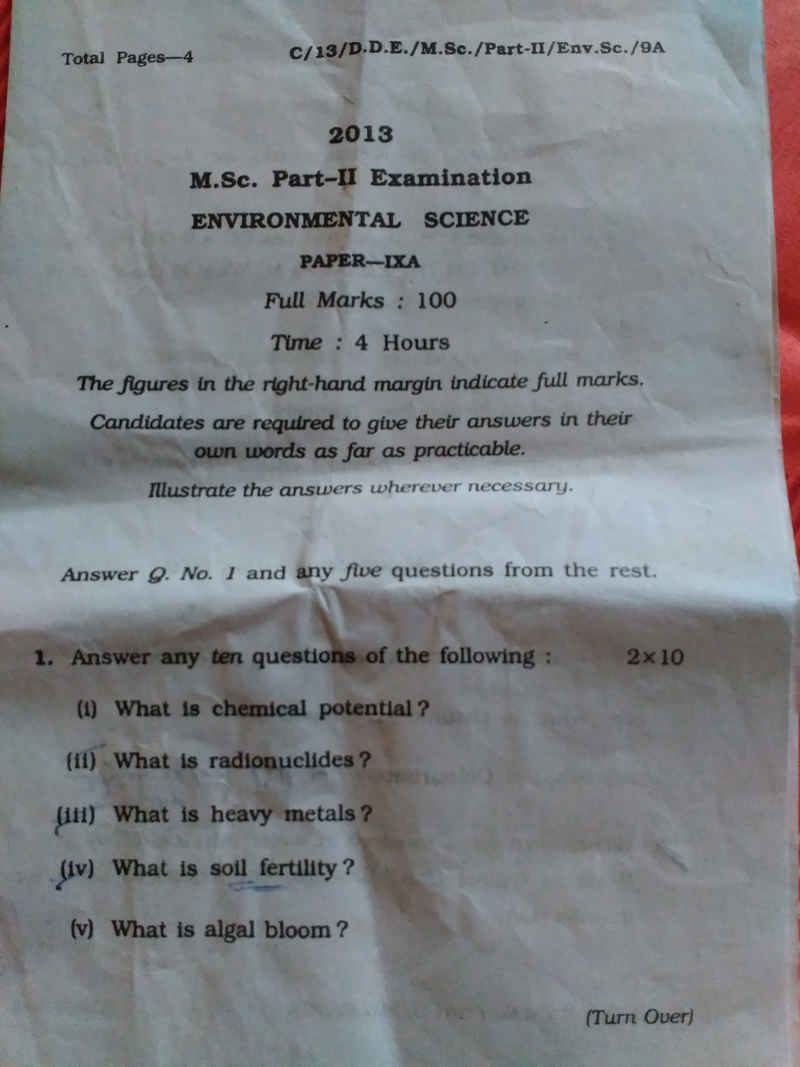 Total Pages—4
C/13/D.D.E./M.Sc./Part-II/Env.Sc./9A
2013
M.Sc. Part-II Examination
ENVIRONMENTAL SCIENCE
PAPER—IXA
Full Marks : 100
Time : 4 Hours
The figures in the right-hand margin indicate full marks.
Candidates are required to give their answers in their
own words as far as practicable.
Illustrate the answers wherever necessary.
Answer Q. No. 1 and any five questions from the rest.
1. Answer any ten questions of the following : 2×10
(i) What is chemical potential ?
(ii) What is radionuclides ?
(iii) What is heavy metals ?
(iv) What is soil fertility ?
(v) What is algal bloom ?
(Turn Over)